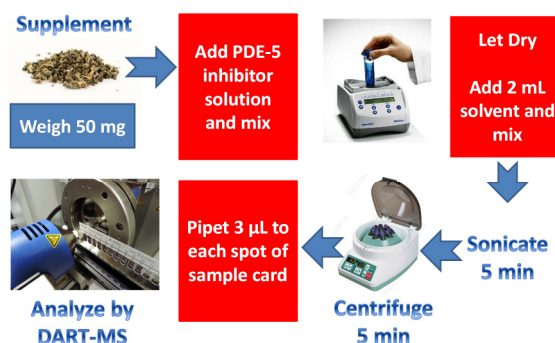 Supplement
Weigh 50 mg
Add PDE-5
inhibitor
solution
and mix
Let Dry
Add 2 mL
solvent and
mix
Sonicate
5 min
Centrifuge
5 min
Pipet 3 µL to
each spot of
sample card
Analyze by
DART-MS